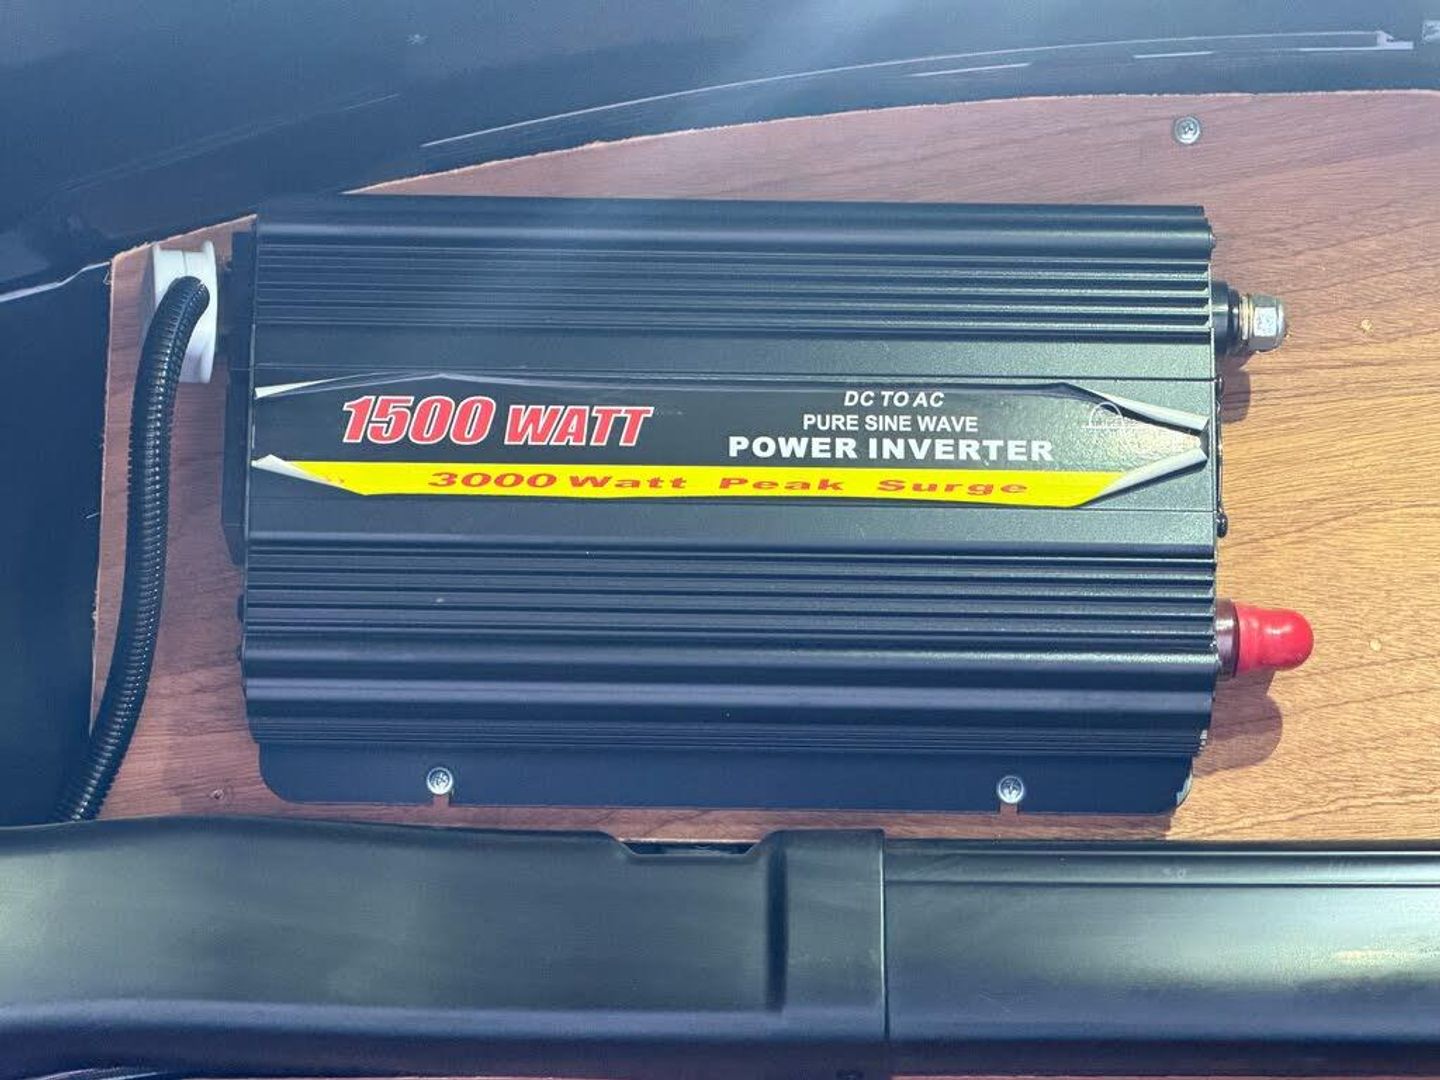 1500 WATT
DC TO AC
PURE SINE WAVE
POWER INVERTER
3000 Watt Peak Surge